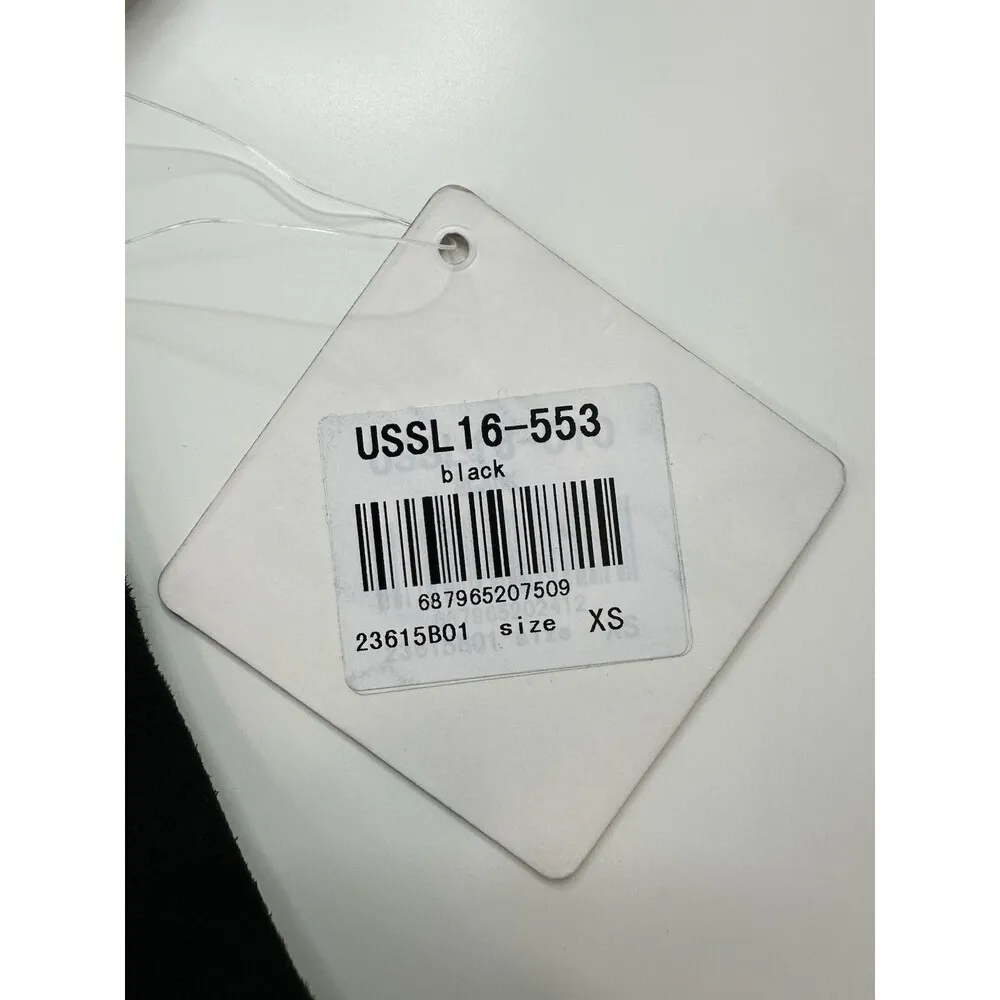 USSL16-553
black
687965207509
23615B01 size XS